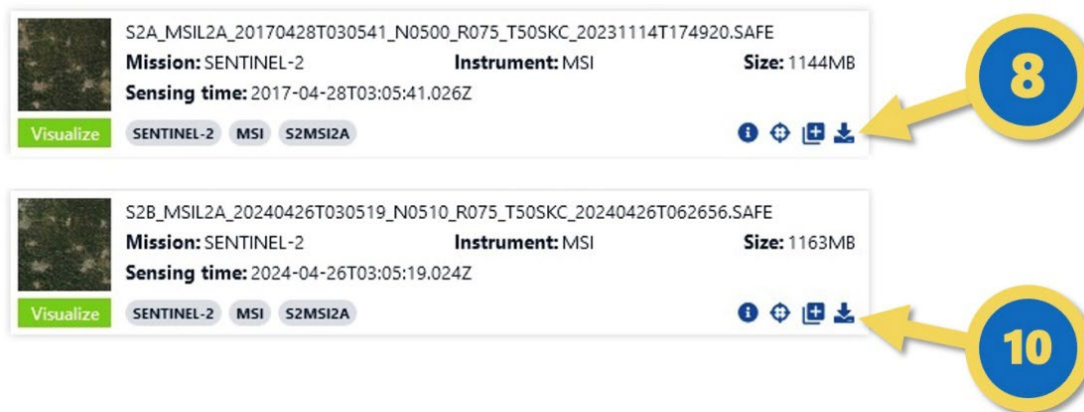 S2A_MSIL2A_20170428T030541_N0500_R075_T50SKC_20231114T174920.SAFE
Mission: SENTINEL-2 Instrument: MSI Size: 1144MB
Sensing time: 2017-04-28T03:05:41.026Z
Visualize SENTINEL-2 MSI S2MSI2A
8
S2B_MSIL2A_20240426T030519_N0510_R075_T50SKC_20240426T062656.SAFE
Mission: SENTINEL-2 Instrument: MSI Size: 1163MB
Sensing time: 2024-04-26T03:05:19.024Z
Visualize SENTINEL-2 MSI S2MSI2A
10